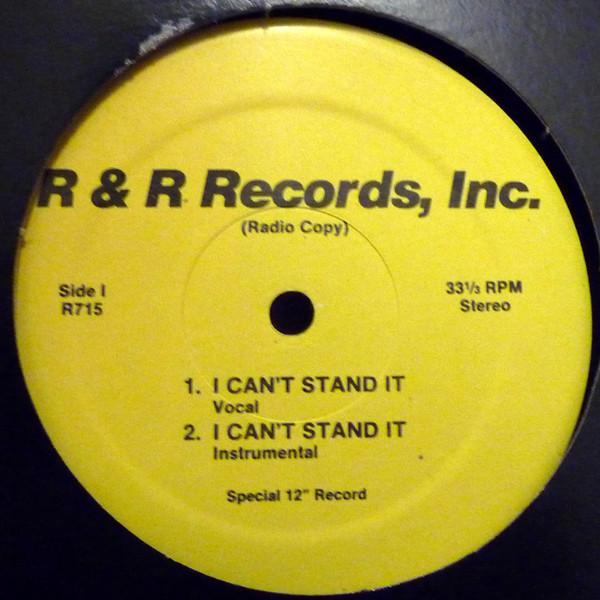 R & R Records, Inc.
(Radio Copy)
Side I
R715
33⅓ RPM
Stereo
1. I CAN'T STAND IT
Vocal
2. I CAN'T STAND IT
Instrumental
Special 12" Record